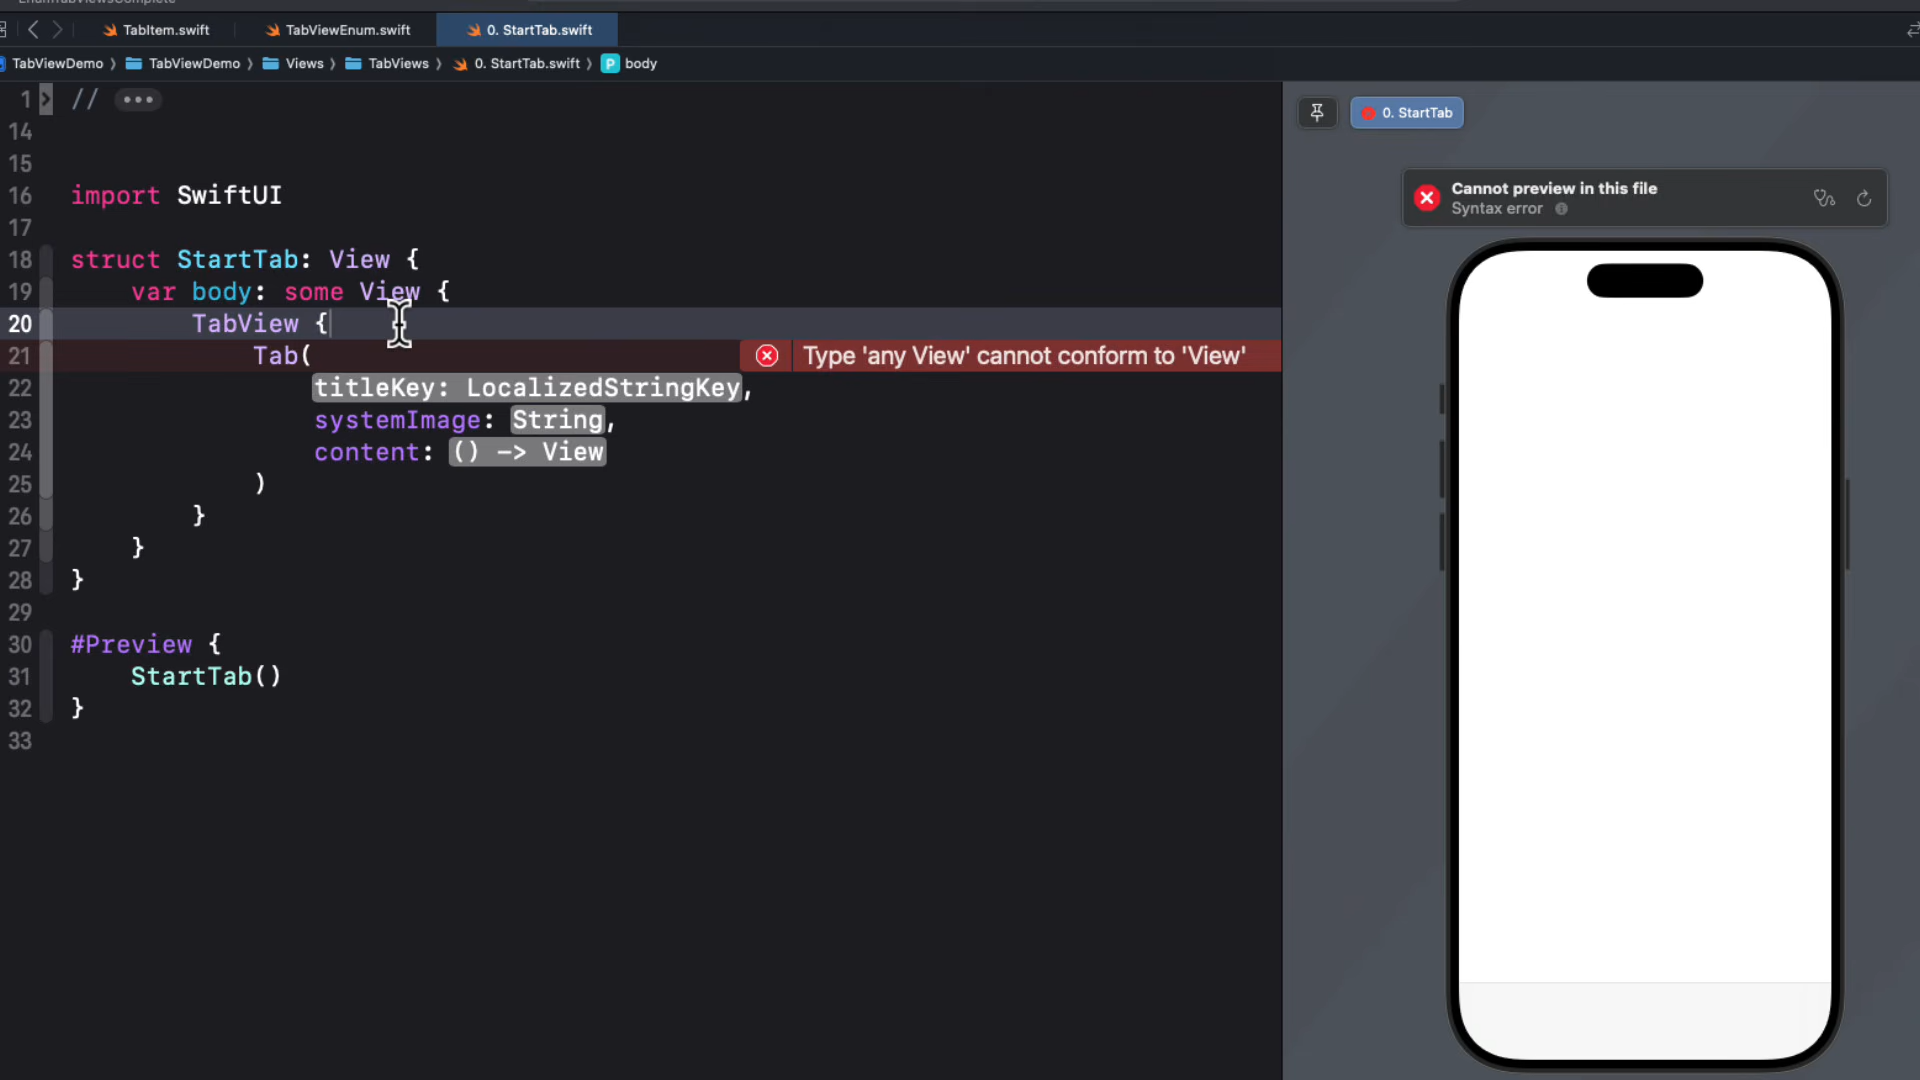 EnumTabViewsComplete
TabItem.swift
TabViewEnum.swift
0. StartTab.swift
TabViewDemo
TabViewDemo
Views
TabViews
0. StartTab.swift
P
body
1 // •••
14
15
16 import SwiftUI
17
18 struct StartTab: View {
19 var body: some View {
20 TabView {
21 Tab(
Type 'any View' cannot conform to 'View'
22 titleKey: LocalizedStringKey,
23 systemImage: String,
24 content: () -> View
25 )
26 }
27 }
28 }
29
30 #Preview {
31 StartTab()
32 }
33
0. StartTab
Cannot preview in this file
Syntax error